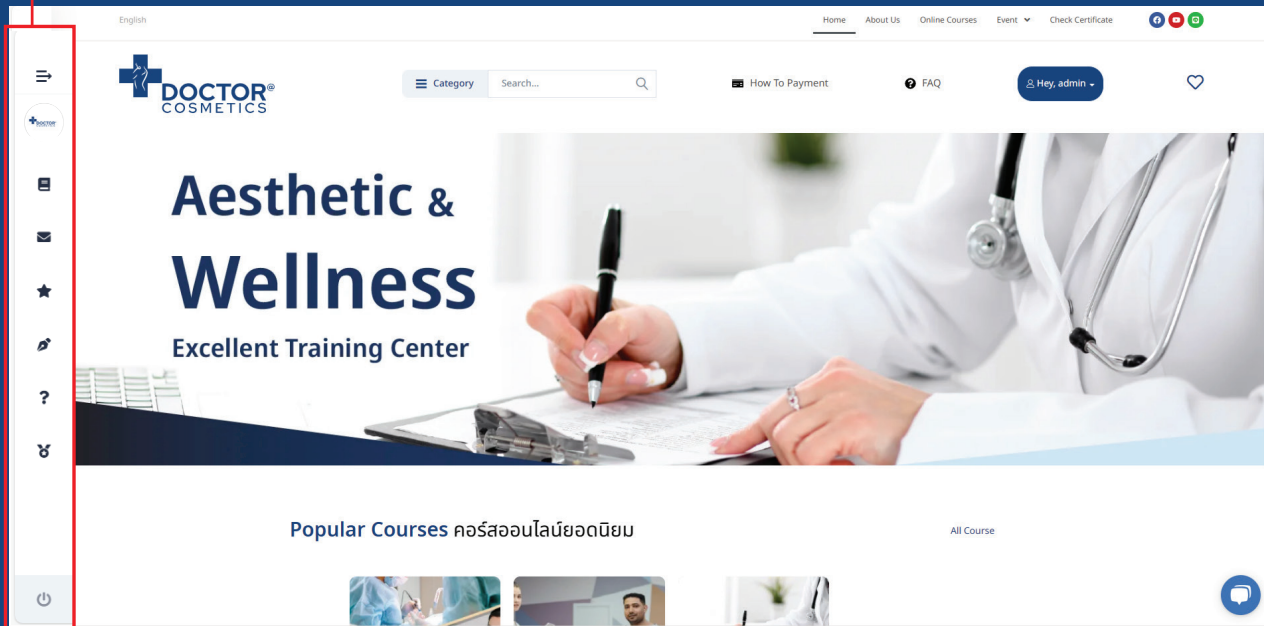 English
Home About Us Online Courses Event Check Certificate
DOCTOR@
COSMETICS
Category Search...
How To Payment
FAQ
Hey, admin
DOCTOR
Aesthetic &
Wellness
Excellent Training Center
Popular Courses คอร์สออนไลน์ยอดนิยม
All Course